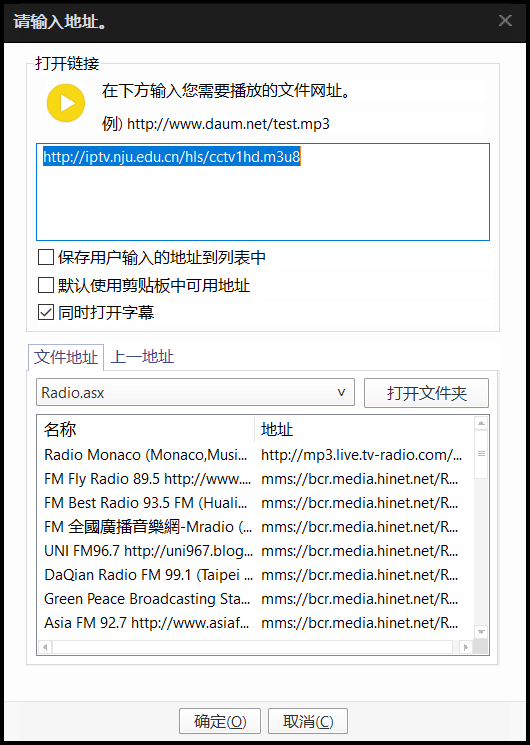 请输入地址。
打开链接
在下方输入您需要播放的文件网址。
例) http://www.daum.net/test.mp3
http://iptv.nju.edu.cn/hls/cctv1hd.m3u8
保存用户输入的地址到列表中
默认使用剪贴板中可用地址
同时打开字幕
文件地址 上一地址
Radio.asx 打开文件夹
名称 地址
Radio Monaco (Monaco,Musi... http://mp3.live.tv-radio.com/...
FM Fly Radio 89.5 http://www.... mms://bcr.media.hinet.net/R...
FM Best Radio 93.5 FM (Huali... mms://bcr.media.hinet.net/R...
FM 全國廣播音樂網-Mradio (... mms://bcr.media.hinet.net/R...
UNI FM96.7 http://uni967.blog... mms://bcr.media.hinet.net/R...
DaQian Radio FM 99.1 (Taipei ... mms://bcr.media.hinet.net/R...
Green Peace Broadcasting Sta... mms://bcr.media.hinet.net/R...
Asia FM 92.7 http://www.asiaf... mms://bcr.media.hinet.net/R...
确定(O) 取消(C)